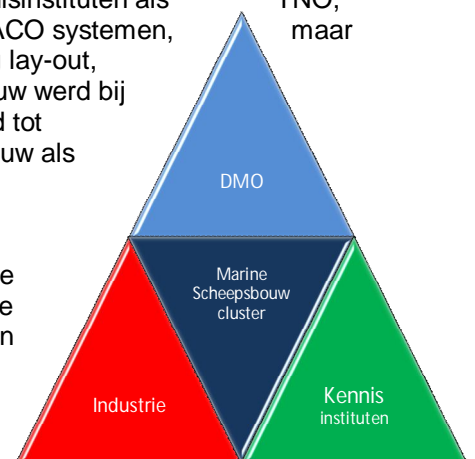 isinstituten als TNO,
ACO systemen, maar
lay-out,
uw werd bij
d tot
uw als
e
e
n
DMO
Marine
Scheepsbouw
cluster
Industrie
Kennis
instituten